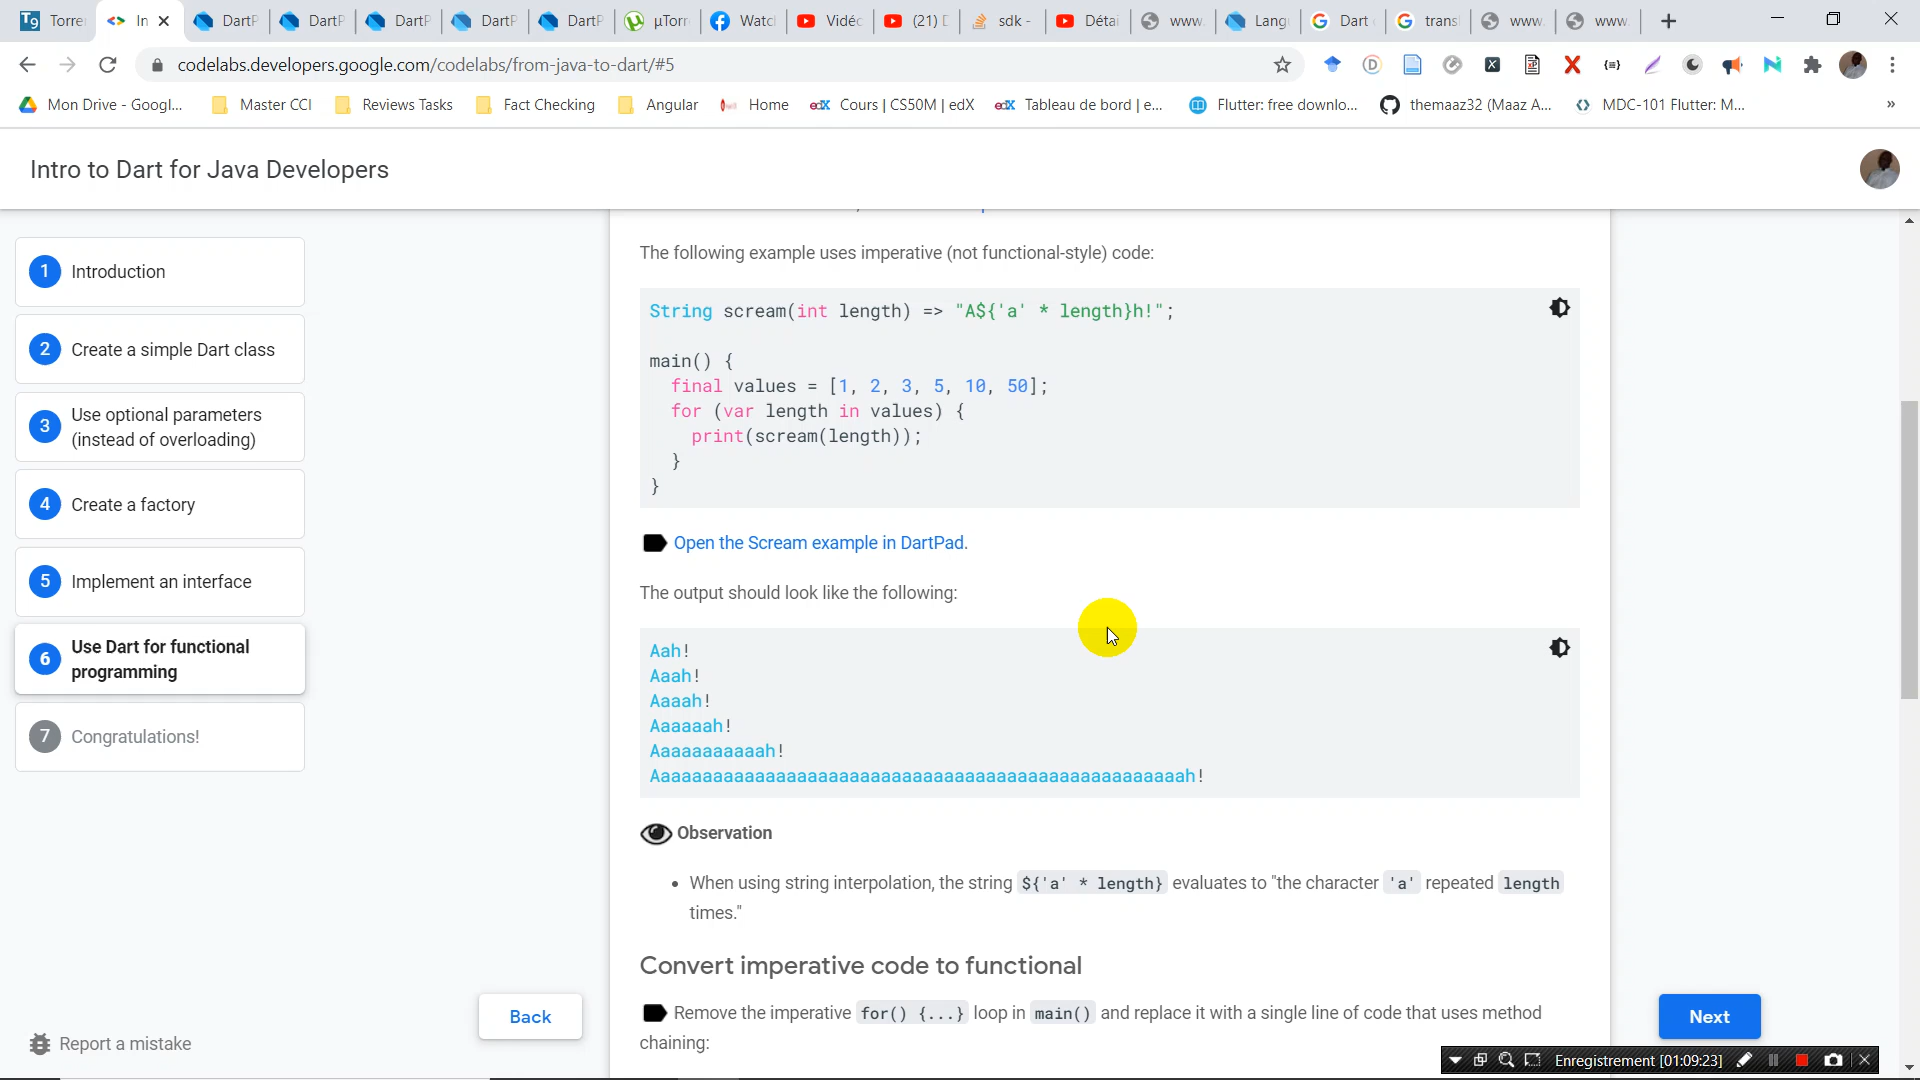 Torre In DartP DartP DartP DartP DartP µTorr Watc Vidéo (21) D sdk - Détai www. Lang Dart transl www. www.
codelabs.developers.google.com/codelabs/from-java-to-dart/#5
Mon Drive - Googl... Master CCI Reviews Tasks Fact Checking Angular Home Cours | CS50M | edX Tableau de bord | e... Flutter: free downlo... themaaz32 (Maaz A... MDC-101 Flutter: M... »
Intro to Dart for Java Developers
1 Introduction
2 Create a simple Dart class
3 Use optional parameters
(instead of overloading)
4 Create a factory
5 Implement an interface
6 Use Dart for functional
programming
7 Congratulations!
Report a mistake
The following example uses imperative (not functional-style) code:
String scream(int length) => "A${'a' * length}h!";
main() {
final values = [1, 2, 3, 5, 10, 50];
for (var length in values) {
print(scream(length));
}
}
Open the Scream example in DartPad.
The output should look like the following:
Aah!
Aaah!
Aaaah!
Aaaaaah!
Aaaaaaaaaaah!
Aaaaaaaaaaaaaaaaaaaaaaaaaaaaaaaaaaaaaaaaaaaaaaaaaaah!
Observation
• When using string interpolation, the string ${'a' * length} evaluates to "the character 'a' repeated length
times."
Convert imperative code to functional
Remove the imperative for() {...} loop in main() and replace it with a single line of code that uses method
chaining:
Back
Next
Enregistrement [01:09:23]